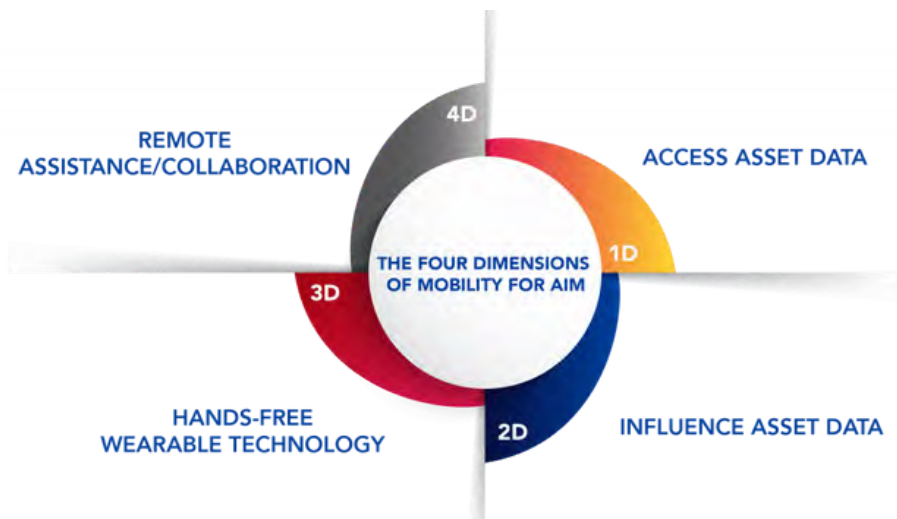 4D
REMOTE
ASSISTANCE/COLLABORATION
ACCESS ASSET DATA
1D
THE FOUR DIMENSIONS
OF MOBILITY FOR AIM
3D
HANDS-FREE
WEARABLE TECHNOLOGY
2D
INFLUENCE ASSET DATA